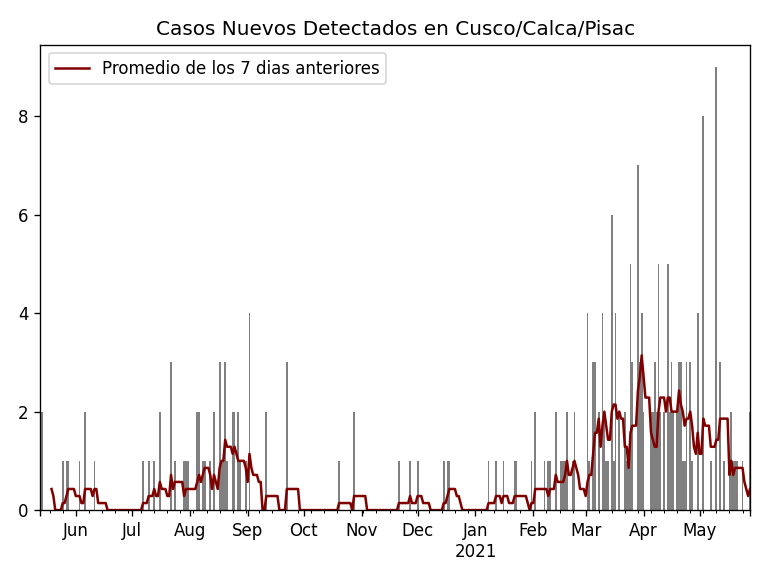 Casos Nuevos Detectados en Cusco/Calca/Pisac
Promedio de los 7 dias anteriores
8
6
4
2
0
Jun Jul Aug Sep Oct Nov Dec Jan Feb Mar Apr May
2021